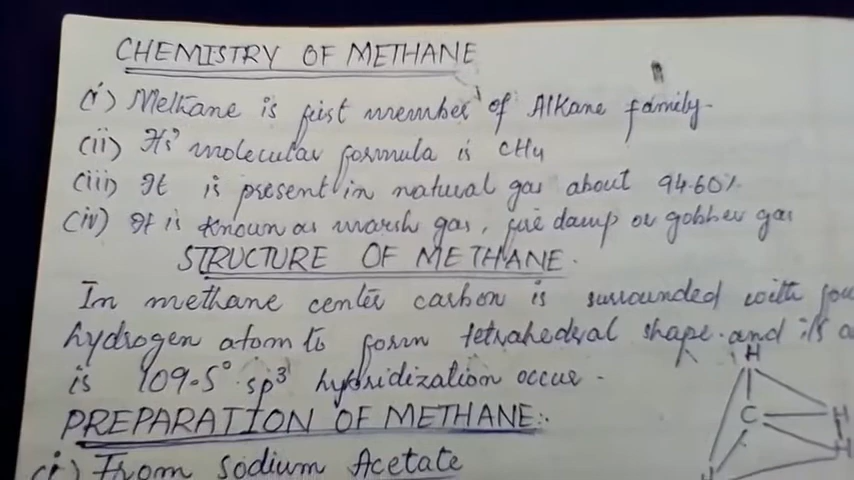 CHEMISTRY OF METHANE
(i) Methane is first member of Alkane family-
(ii) It's molecular formula is CH4
(iii) It is present in natural gas about 94.60%
(iv) It is known as marsh gas, fire damp or gobber gas
STRUCTURE OF METHANE.
In methane center carbon is surrounded with
hydrogen atom to form tetrahedral shape. and it's
is 109.5° sp³ hybridization occur -
PREPARATION OF METHANE:.
(i) From Sodium Acetate
H
C H
H
H